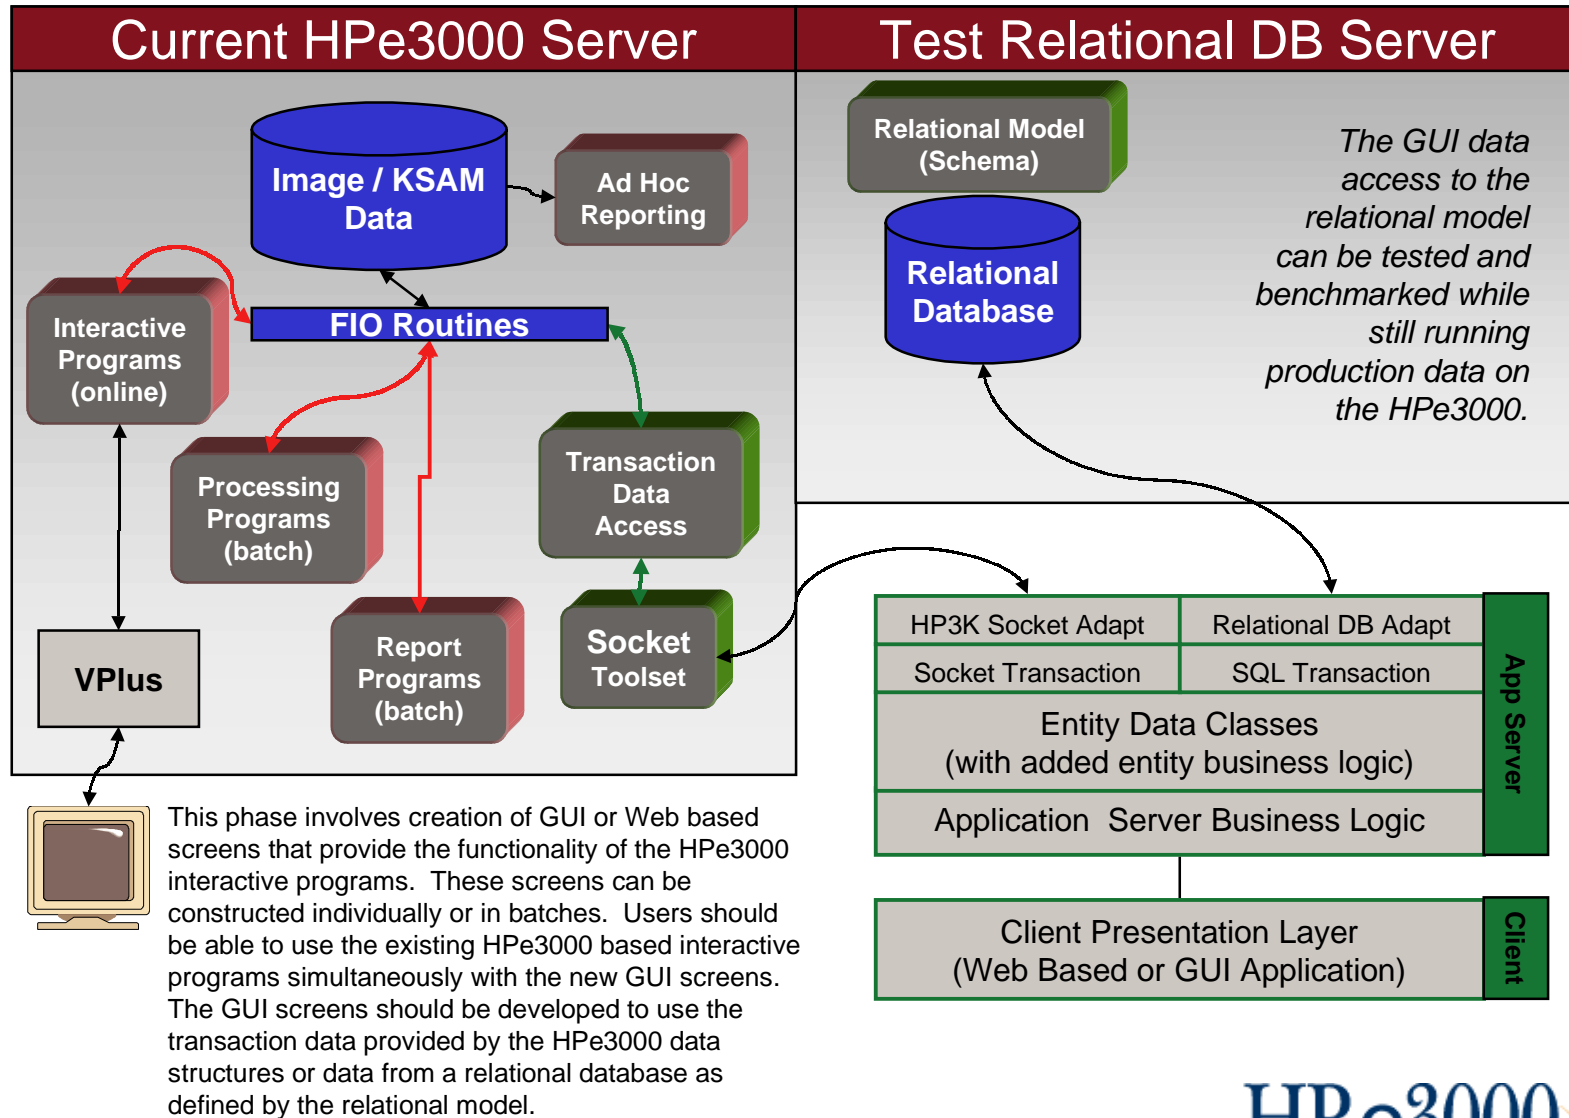 Current HPe3000 Server
Test Relational DB Server
Image / KSAM
Data
Ad Hoc
Reporting
Interactive
Programs
(online)
FIO Routines
Processing
Programs
(batch)
Transaction
Data
Access
Report
Programs
(batch)
Socket
Toolset
VPlus
Relational Model
(Schema)
Relational
Database
The GUI data
access to the
relational model
can be tested and
benchmarked while
still running
production data on
the HPe3000.
HP3K Socket Adapt
Relational DB Adapt
Socket Transaction
SQL Transaction
Entity Data Classes
(with added entity business logic)
Application Server Business Logic
App Server
Client Presentation Layer
(Web Based or GUI Application)
Client
This phase involves creation of GUI or Web based
screens that provide the functionality of the HPe3000
interactive programs. These screens can be
constructed individually or in batches. Users should
be able to use the existing HPe3000 based interactive
programs simultaneously with the new GUI screens.
The GUI screens should be developed to use the
transaction data provided by the HPe3000 data
structures or data from a relational database as
defined by the relational model.
HPe3000